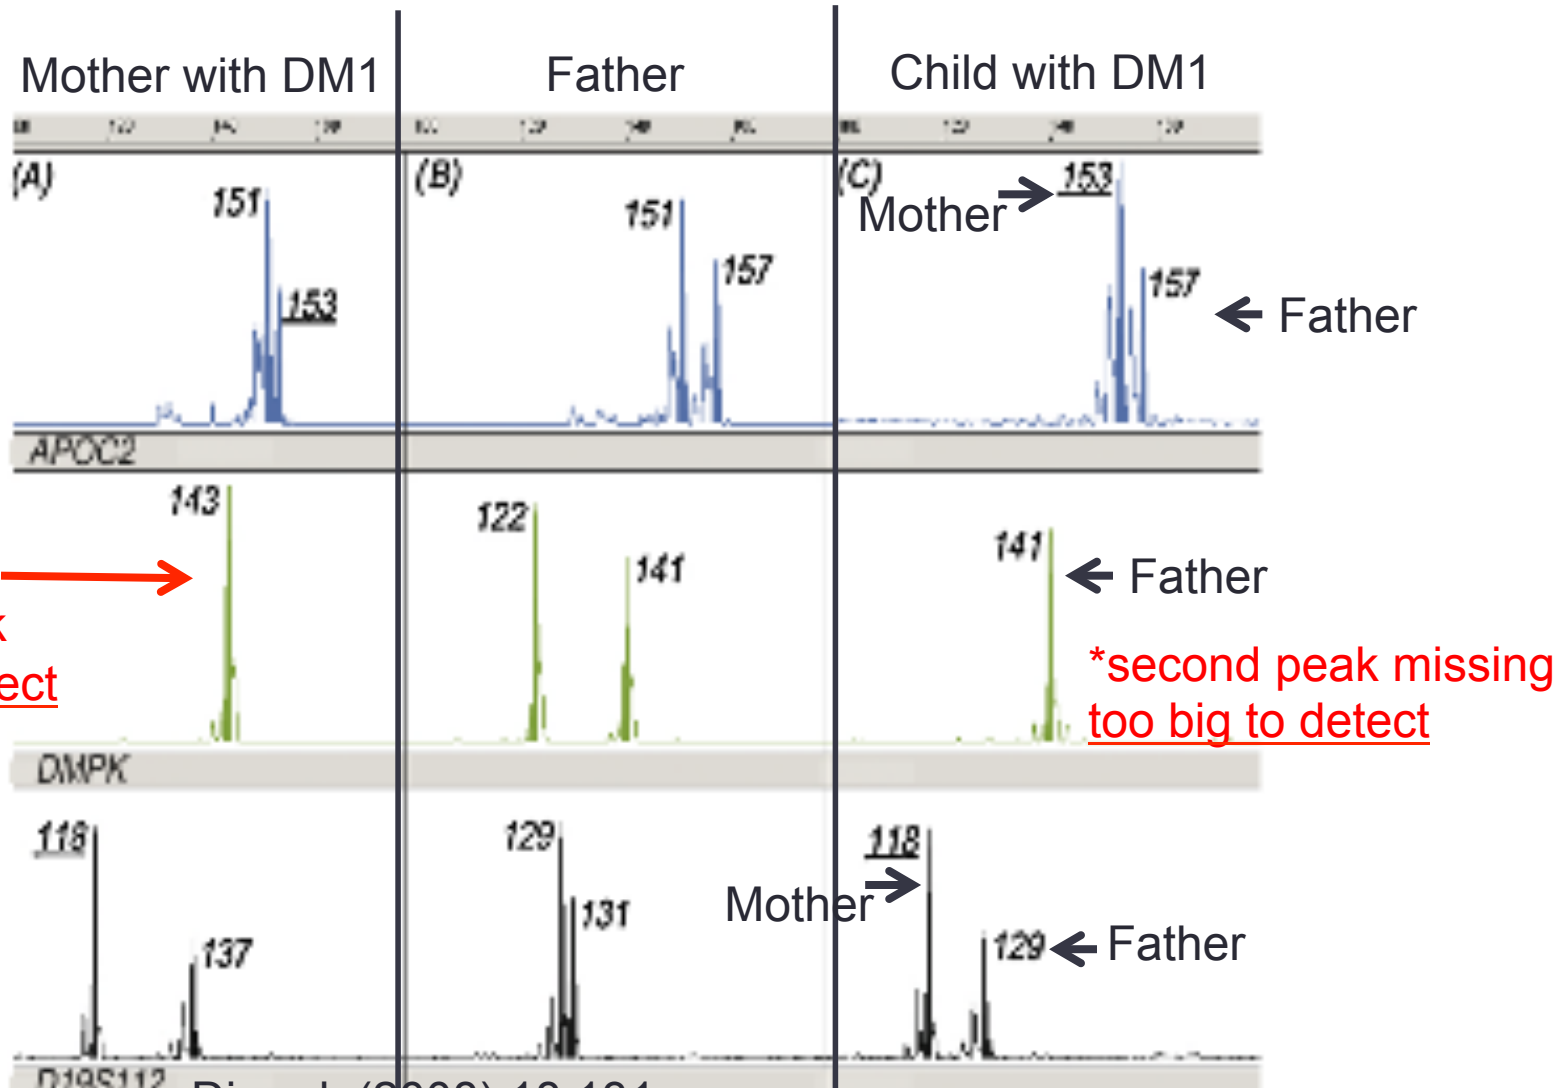 Mother with DM1
Father
Child with DM1
(A)
151
153
(B)
151
157
(C)
153
Mother
157
Father
APOC2
143
122
141
141
Father
*second peak missing
too big to detect
DMPK
118
137
129
131
118
Mother
129
Father
D19S112